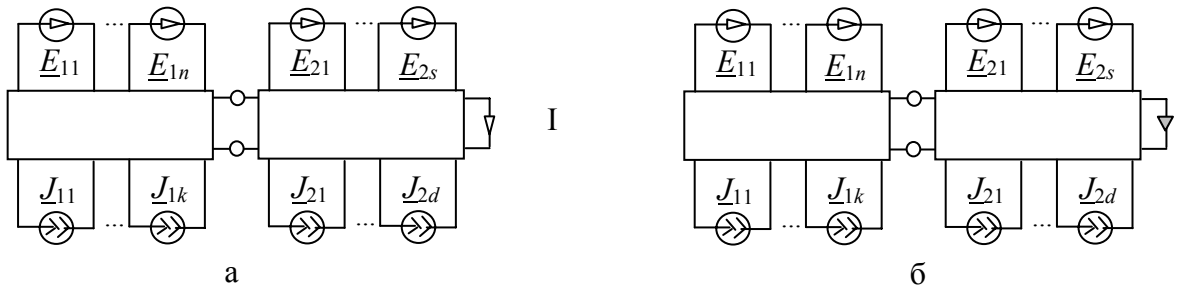 ... ... ... ...
E11 E1n E21 E2s E11 E1n E21 E2s
I
J11 J1k J21 J2d J11 J1k J21 J2d
... ... ... ...
а б